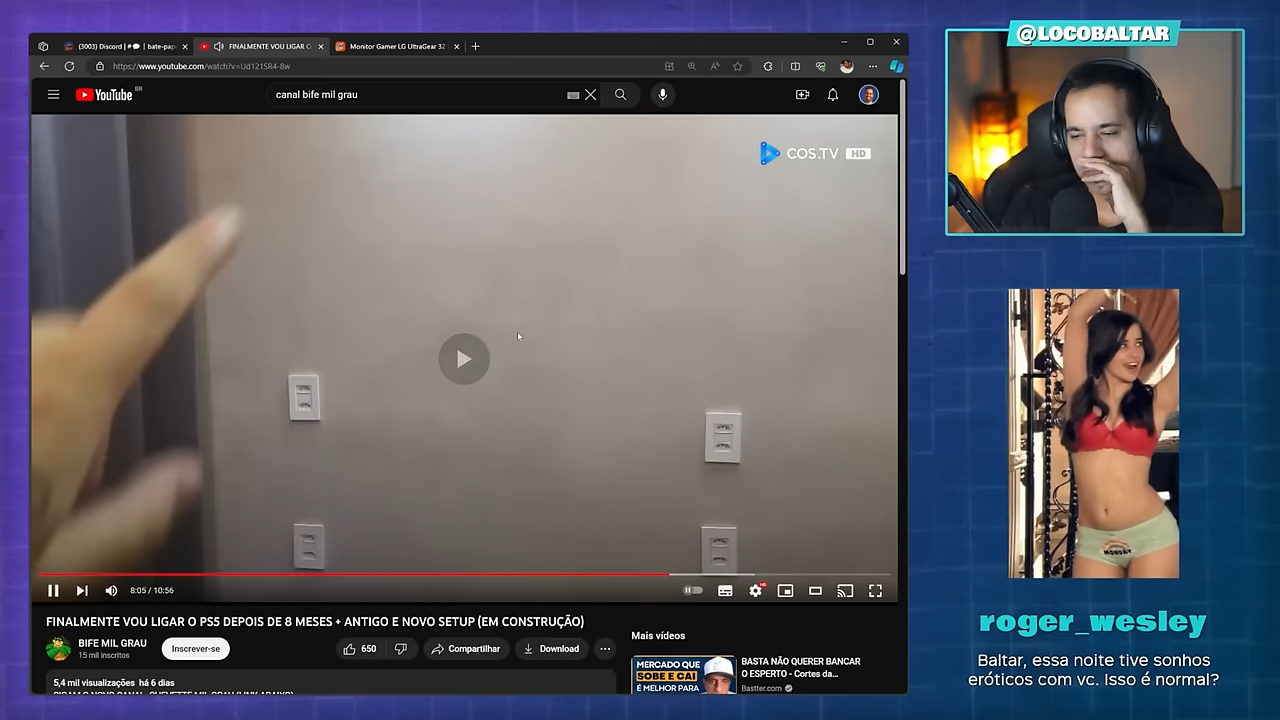 @LOCOBALTAR
(3003) Discord | # | bate-pap
FINALMENTE VOU LIGAR O
Monitor Gamer LG UltraGear 32
https://www.youtube.com/watch?v=Ud121SR4-8w
YouTube BR
canal bife mil grau
COS.TV HD
8:05 / 10:56
HD
FINALMENTE VOU LIGAR O PS5 DEPOIS DE 8 MESES + ANTIGO E NOVO SETUP (EM CONSTRUÇÃO)
BIFE MIL GRAU
15 mil inscritos
Inscrever-se
650
Compartilhar
Download
5,4 mil visualizações há 6 dias
Mais vídeos
MERCADO QUE
SOBE E CAI
É MELHOR PARA
BASTA NÃO QUERER BANCAR
O ESPERTO - Cortes da...
Bastter.com
MONDAY
roger_wesley
Baltar, essa noite tive sonhos
eróticos com vc. Isso é normal?